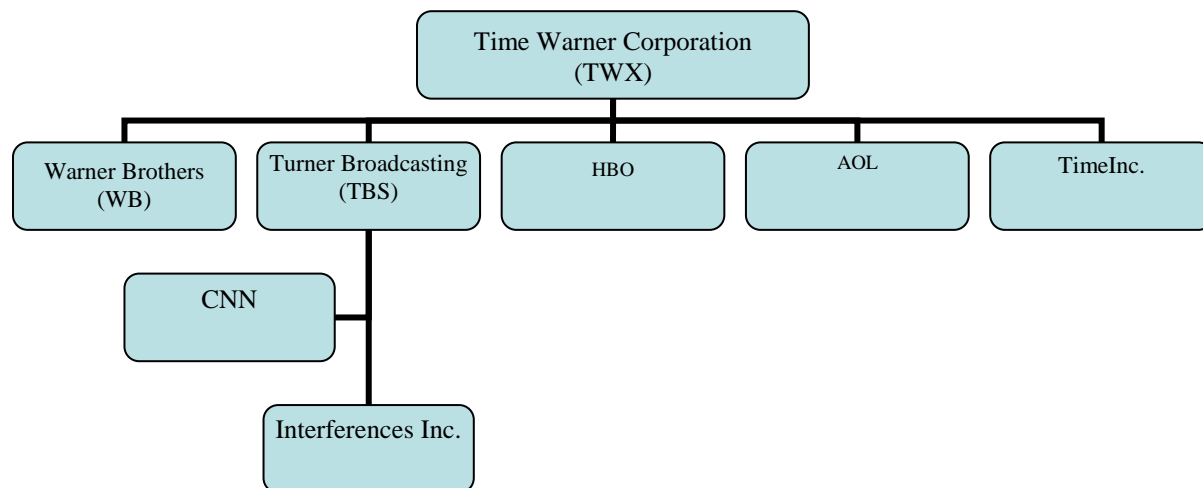 Time Warner Corporation
(TWX)
Warner Brothers
(WB)
Turner Broadcasting
(TBS)
HBO
AOL
TimeInc.
CNN
Interferences Inc.